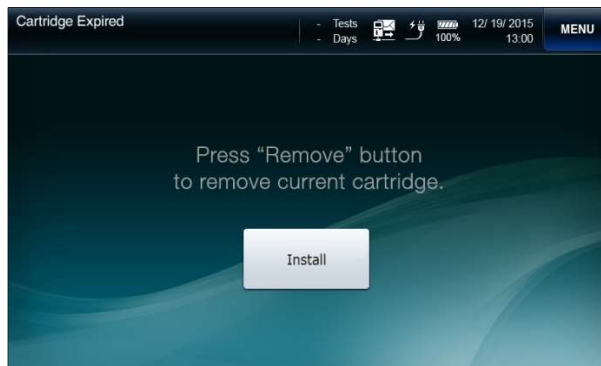 Cartridge Expired
- Tests
- Days
100%
12/ 19/ 2015
13:00
MENU
Press “Remove” button
to remove current cartridge.
Install